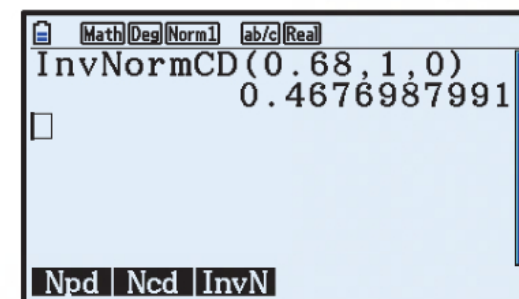 Math Deg Norm1 ab/c Real
InvNormCD(0.68,1,0)
0.4676987991
Npd Ncd InvN